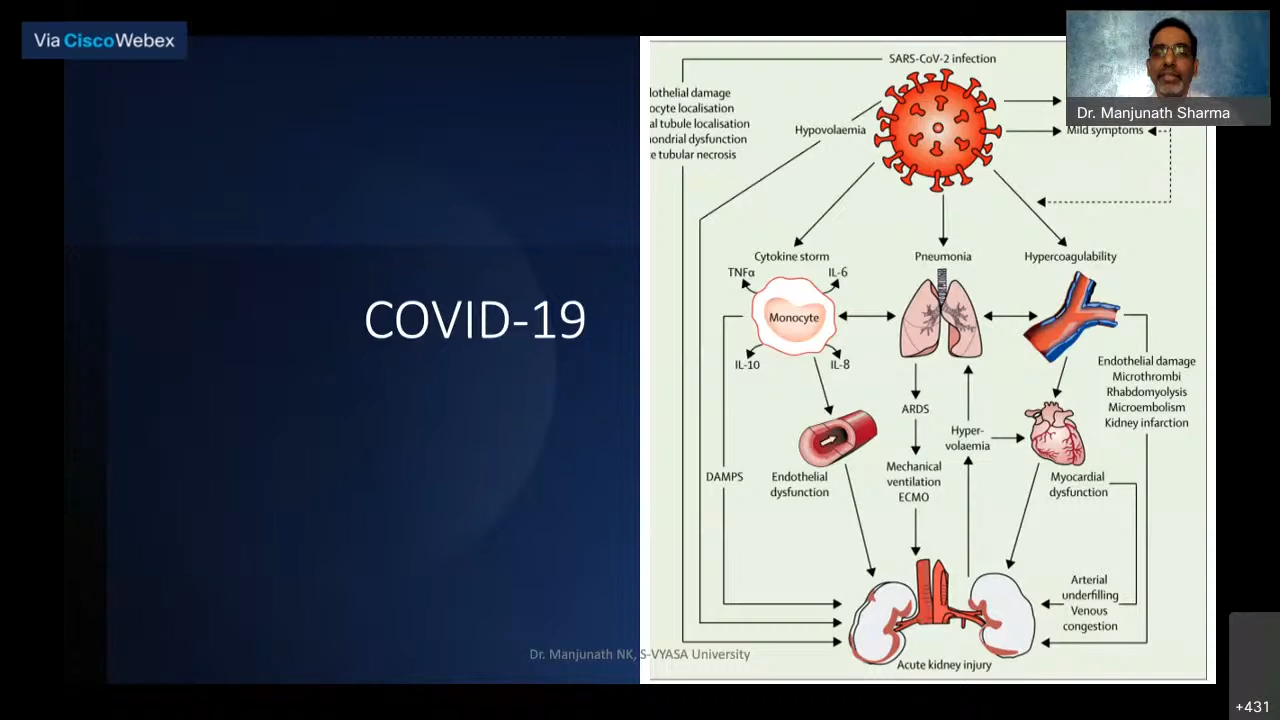 Via CiscoWebex
COVID-19
Dr. Manjunath NK, S-VYASA University
SARS-CoV-2 infection
lothelial damage
ocyte localisation
al tubule localisation
ondrial dysfunction
e tubular necrosis
Hypovolaemia
Mild symptoms
Cytokine storm
TNFα
IL-6
Monocyte
IL-10
IL-8
Pneumonia
Hypercoagulability
Endothelial damage
Microthrombi
Rhabdomyolysis
Microembolism
Kidney infarction
ARDS
Hyper-
volaemia
Mechanical
ventilation
ECMO
DAMPS
Endothelial
dysfunction
Myocardial
dysfunction
Arterial
underfilling
Venous
congestion
Acute kidney injury
Dr. Manjunath Sharma
+431